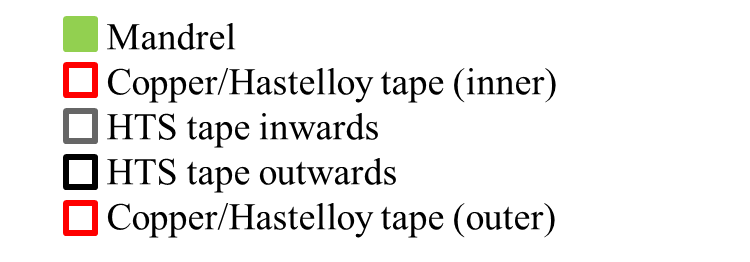 Mandrel
Copper/Hastelloy tape (inner)
HTS tape inwards
HTS tape outwards
Copper/Hastelloy tape (outer)